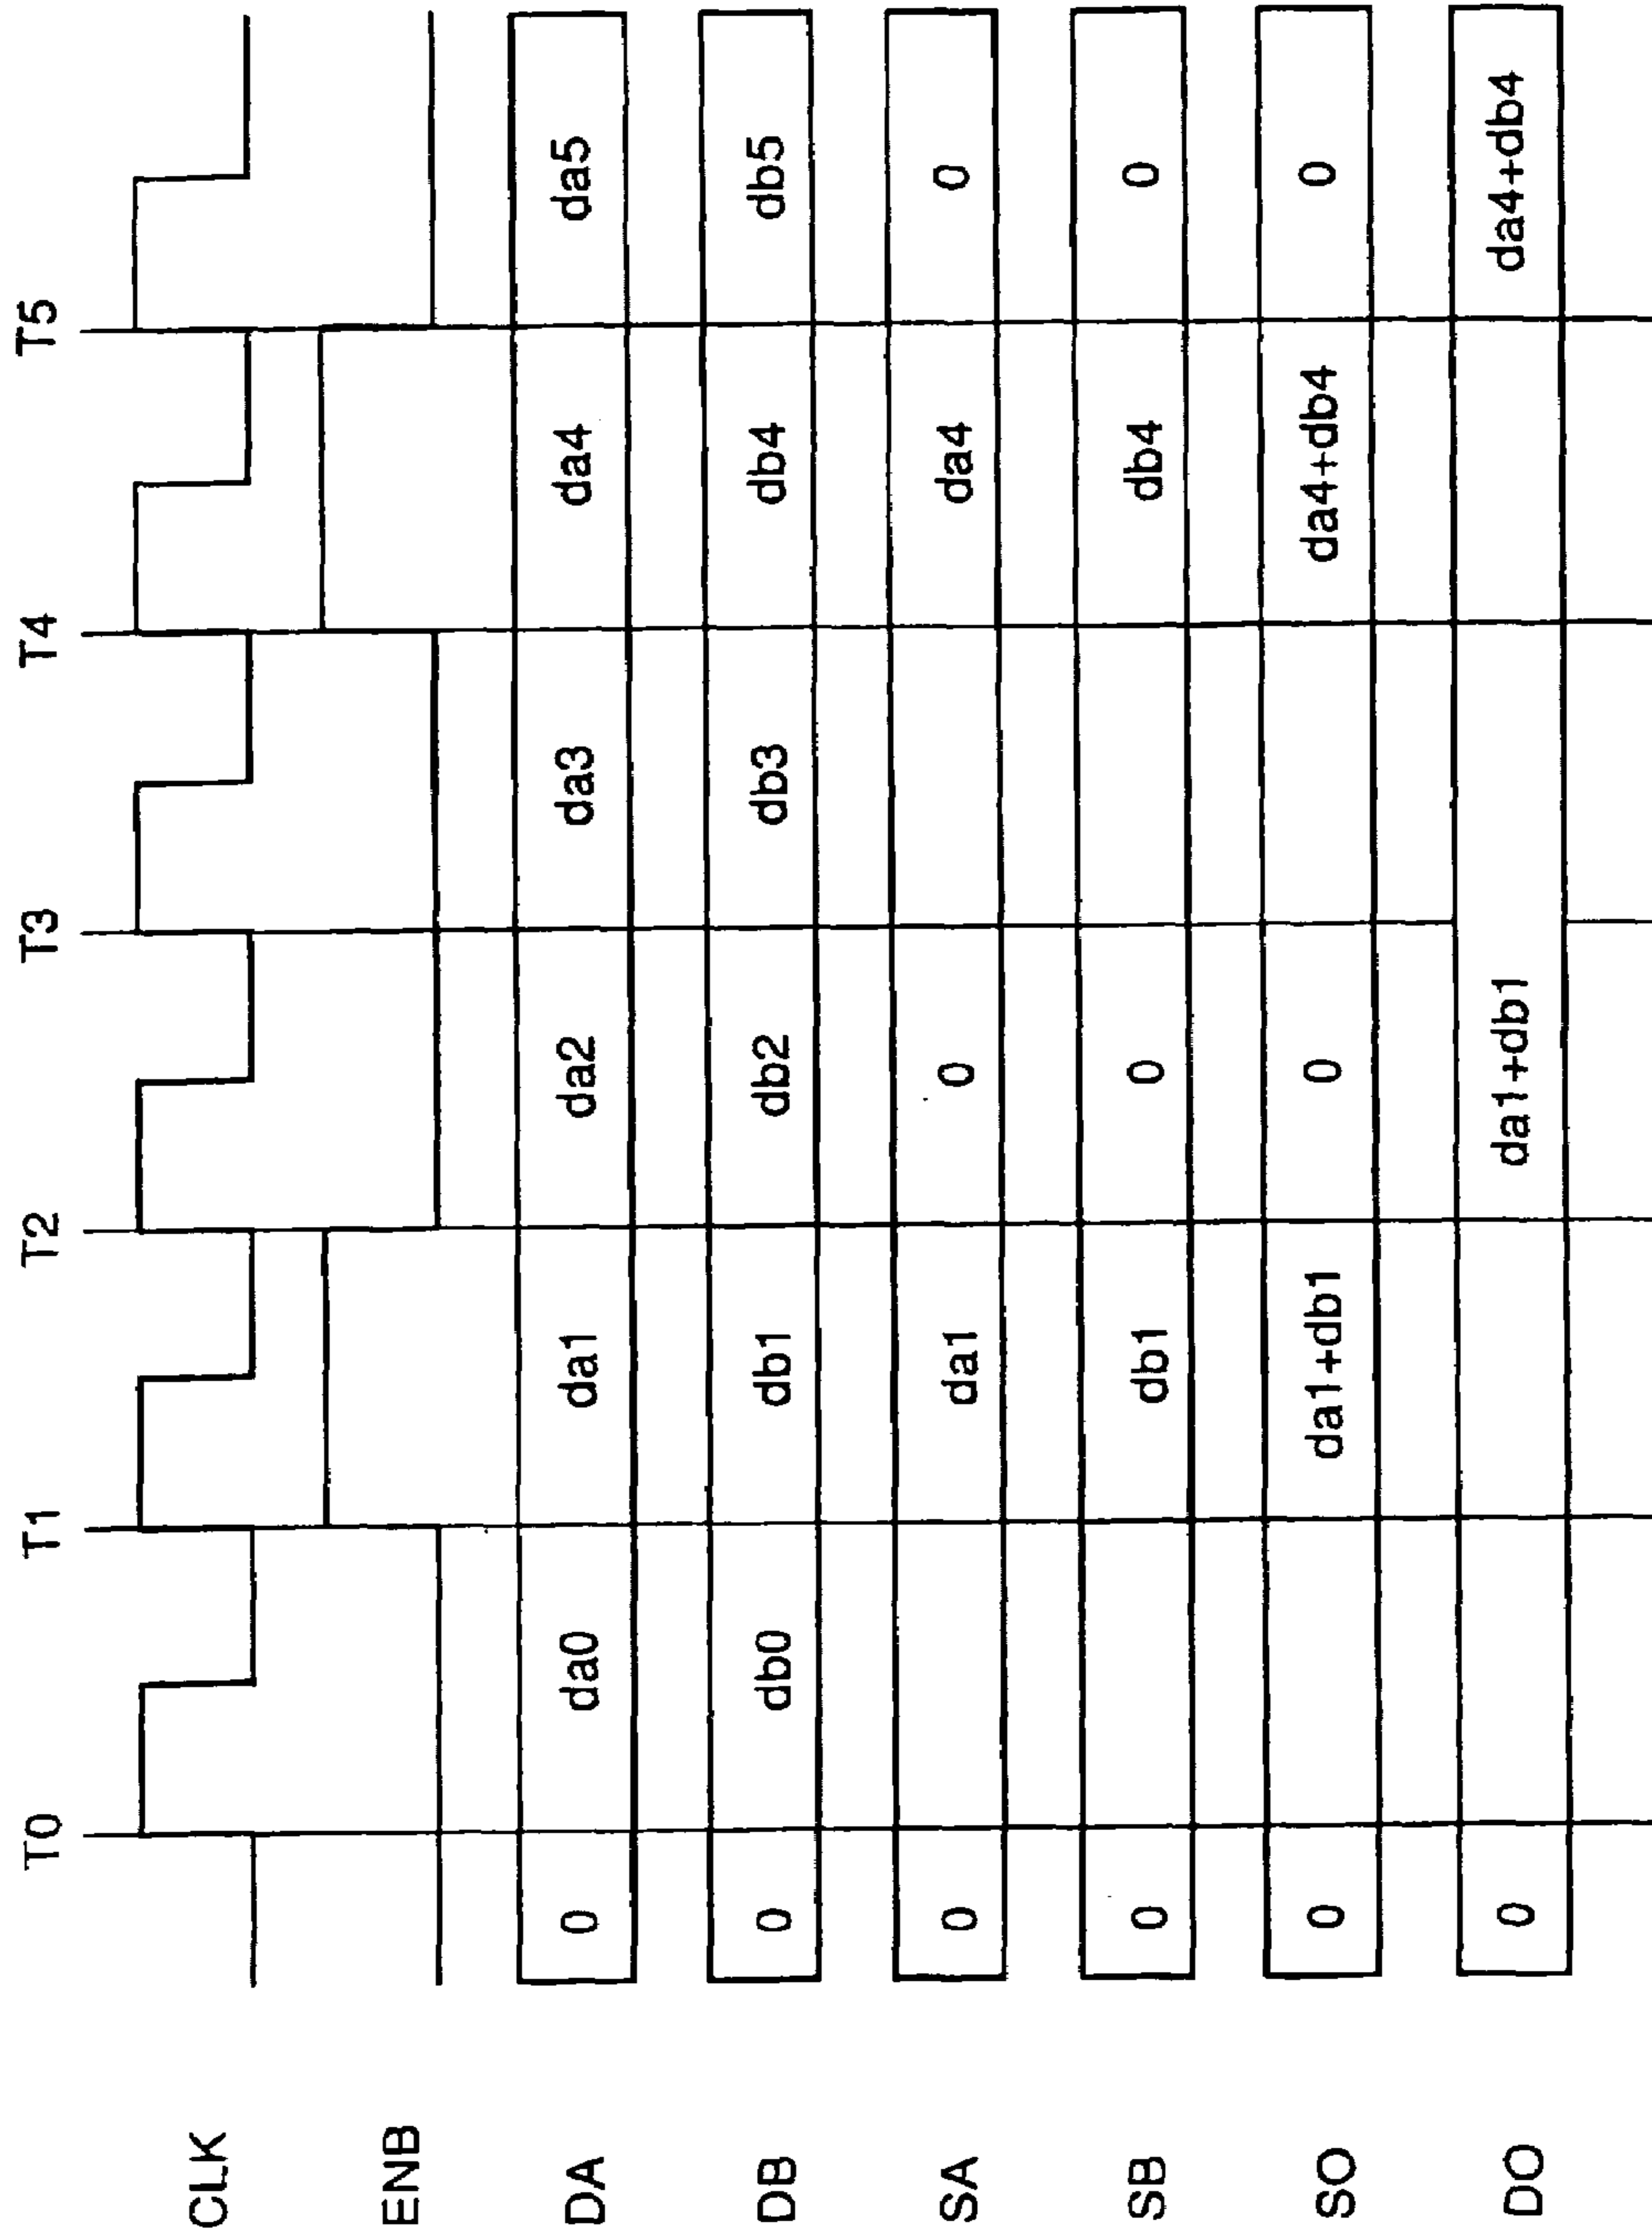 T0 T1 T2 T3 T4 T5
CLK
ENB
DA 0 da0 da1 da2 da3 da4 da5
DB 0 db0 db1 db2 db3 db4 db5
SA 0 da1 0 da4 0
SB 0 db1 0 db4 0
SO 0 da1+db1 0 da4+db4 0
DO 0 da1+db1 da4+db4